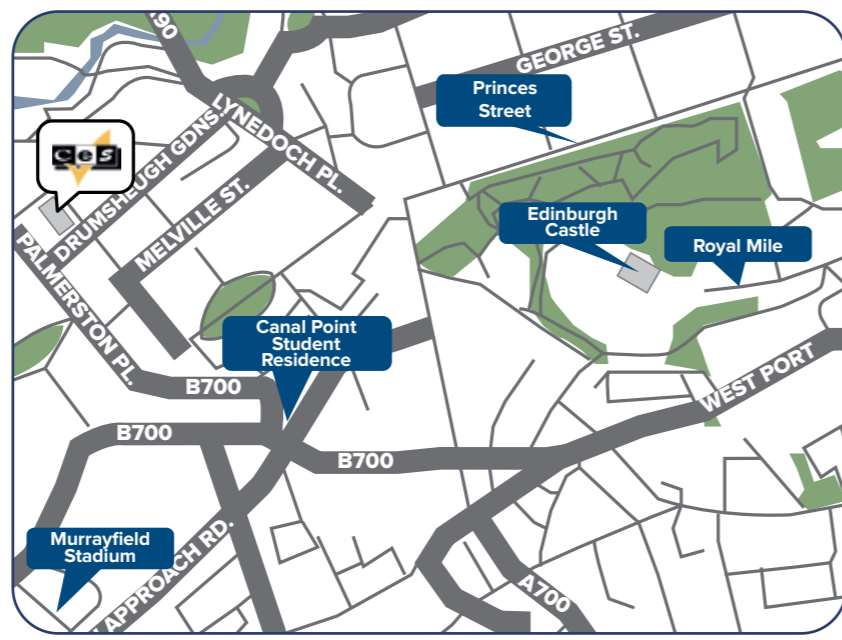 90
GEORGE ST.
Princes
Street
LYNEDOCH PL.
ces
DRUMSHEUGH GDNS.
MELVILLE ST.
Edinburgh
Castle
Royal Mile
PALMERSTON PL.
Canal Point
Student
Residence
B700
WEST PORT
B700
B700
Murrayfield
Stadium
APPROACH RD.
A700